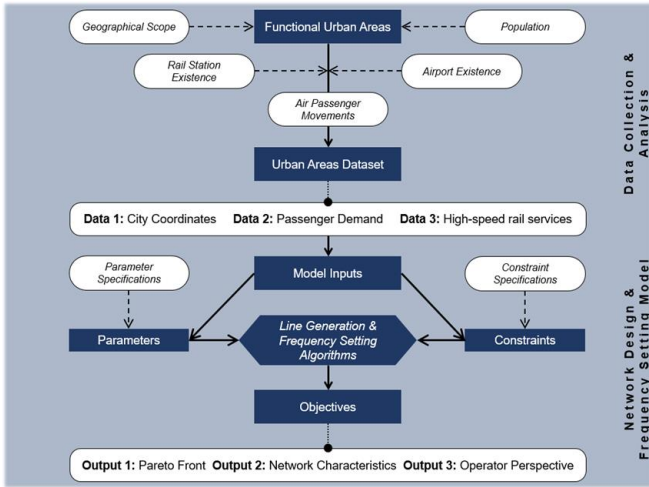 Geographical Scope
Functional Urban Areas
Population
Rail Station
Existence
Airport Existence
Air Passenger
Movements
Urban Areas Dataset
Data 1: City Coordinates Data 2: Passenger Demand Data 3: High-speed rail services
Data Collection &
Analysis
Parameter
Specifications
Model Inputs
Constraint
Specifications
Parameters
Line Generation &
Frequency Setting
Algorithms
Constraints
Objectives
Output 1: Pareto Front Output 2: Network Characteristics Output 3: Operator Perspective
Network Design &
Frequency Setting Model